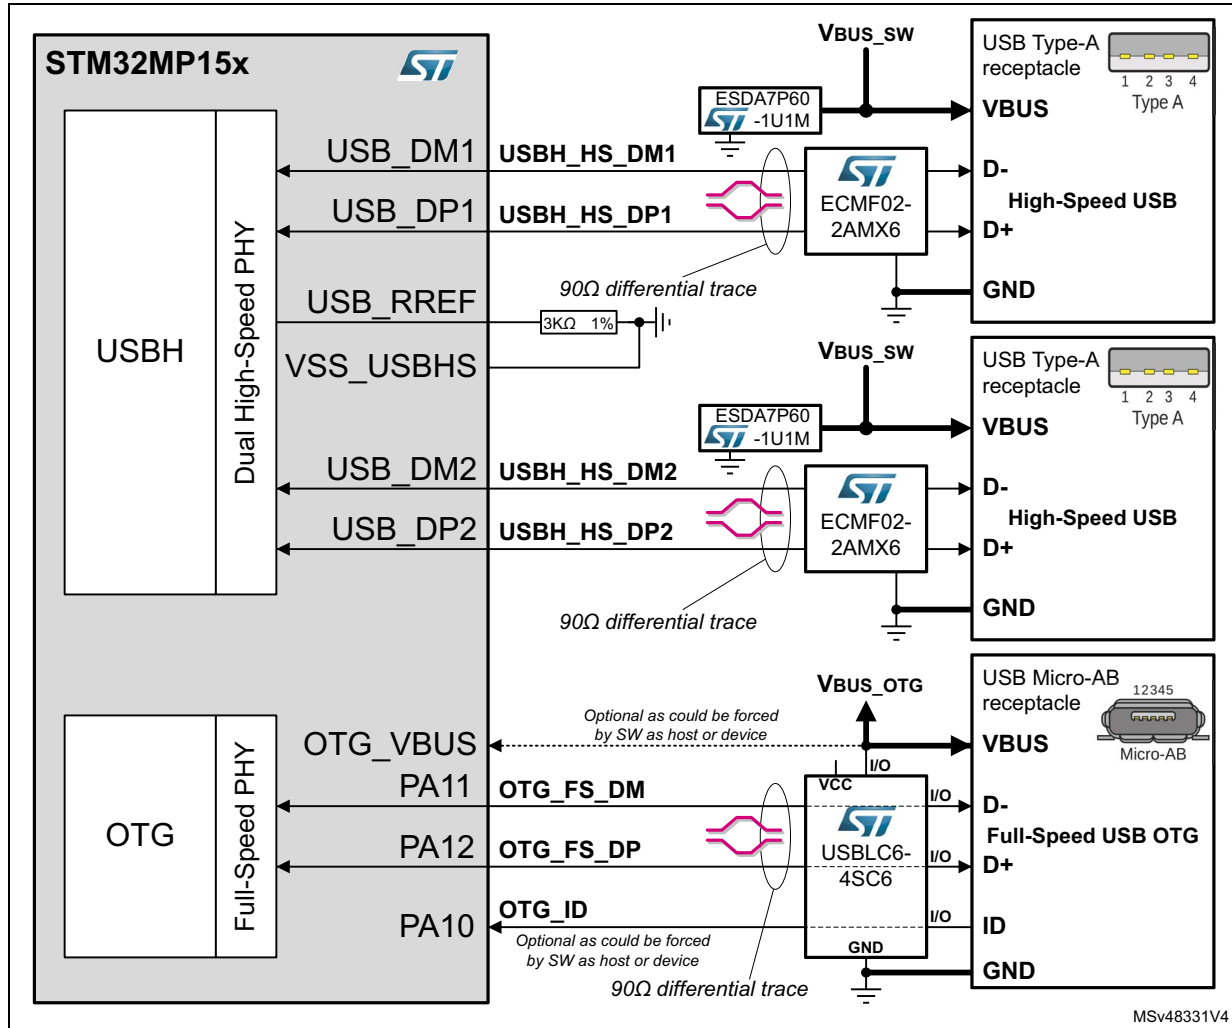 STM32MP15x
ST
USBH
Dual High-Speed PHY
USB_DM1
USBH_HS_DM1
USB_DP1
USBH_HS_DP1
90Ω differential trace
USB_RREF
3KΩ 1%
VSS_USBHS
VBUS_SW
ESDA7P60
ST -1U1M
ST
ECMF02-
2AMX6
USB Type-A
receptacle
1 2 3 4
Type A
VBUS
D-
High-Speed USB
D+
GND
USB_DM2
USBH_HS_DM2
USB_DP2
USBH_HS_DP2
90Ω differential trace
VBUS_SW
ESDA7P60
ST -1U1M
ST
ECMF02-
2AMX6
USB Type-A
receptacle
1 2 3 4
Type A
VBUS
D-
High-Speed USB
D+
GND
OTG
Full-Speed PHY
OTG_VBUS
Optional as could be forced
by SW as host or device
PA11
OTG_FS_DM
PA12
OTG_FS_DP
PA10
OTG_ID
Optional as could be forced
by SW as host or device
90Ω differential trace
VBUS_OTG
I/O
VCC
I/O
ST
USBLC6-
4SC6
I/O
I/O
GND
USB Micro-AB
receptacle
12345
Micro-AB
VBUS
D-
Full-Speed USB OTG
D+
ID
GND
MSv48331V4